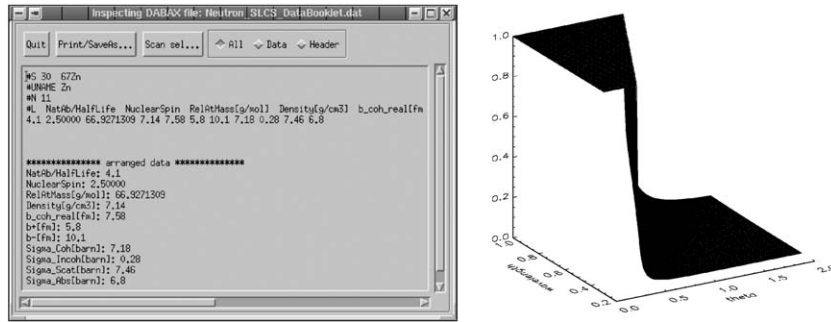 Inspecting DABAX file: Neutron_SLCS_DataBooklet.dat
Quit Print/SaveAs... Scan sel... All Data Header
#S 30 67Zn
#UNAME Zn
#N 11
#L NatAb/HalfLife NuclearSpin RelAtMass[g/mol] Density[g/cm3] b_coh_real[fm
4.1 2.50000 66.9271309 7.14 7.58 5.8 10.1 7.18 0.28 7.46 6.8
*************** arranged data **************
NatAb/HalfLife: 4.1
NuclearSpin: 2.50000
RelAtMass[g/mol]: 66.9271309
Density[g/cm3]: 7.14
b_coh_real[fm]: 7.58
b+[fm]: 5.8
b-[fm]: 10.1
Sigma_Coh[barn]: 7.18
Sigma_Incoh[barn]: 0.28
Sigma_Scat[barn]: 7.46
Sigma_Abs[barn]: 6.8
1.0
0.8
0.6
0.4
0.2
0.0
1.0
0.8
0.6
0.4
0.2
wavelength
0.0
0.5
1.0
1.5
2.0
theta